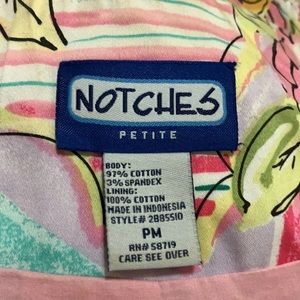 NOTCHES
PETITE
BODY:
97% COTTON
3% SPANDEX
LINING:
100% COTTON
MADE IN INDONESIA
STYLE# 2B85510
PM
RN# 58719
CARE SEE OVER